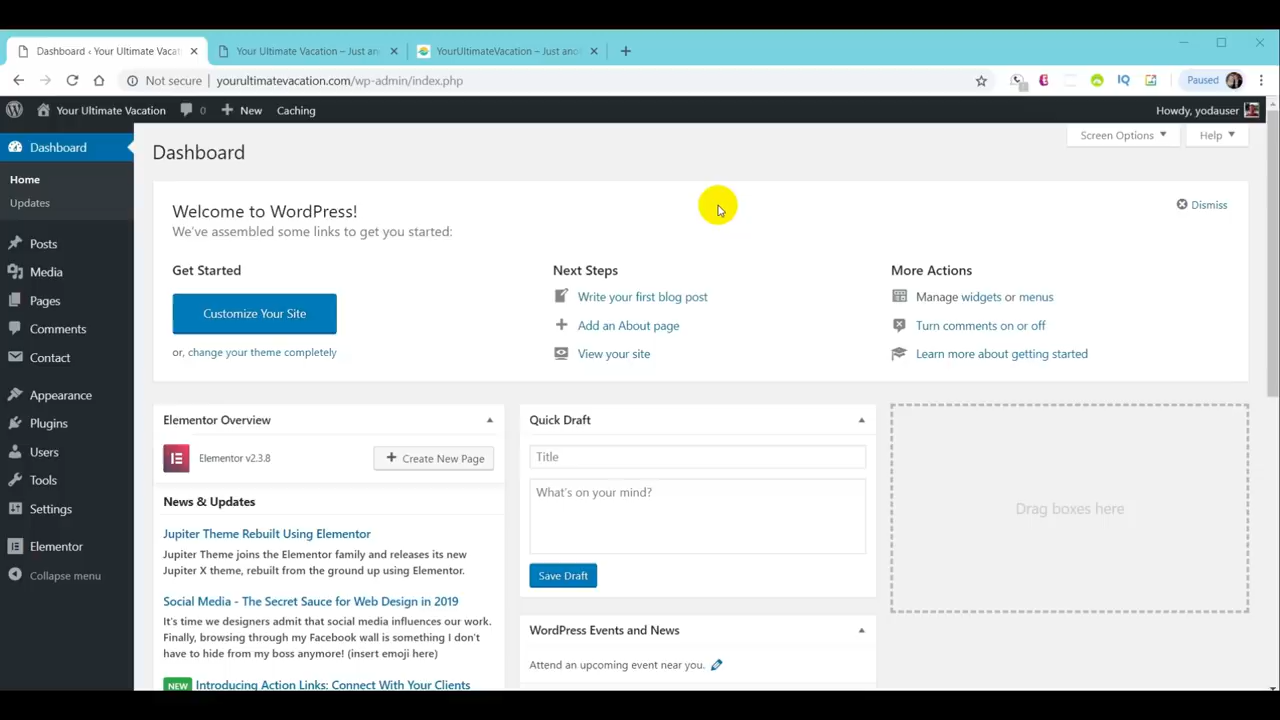 Dashboard ‹ Your Ultimate Vacat
Your Ultimate Vacation – Just an
YourUltimateVacation – Just ano
Not secure
yourultimatevacation.com/wp-admin/index.php
IQ
Paused
Your Ultimate Vacation
0
New
Caching
Howdy, yodauser
Dashboard
Home
Updates
Posts
Media
Pages
Comments
Contact
Appearance
Plugins
Users
Tools
Settings
Elementor
Collapse menu
Screen Options
Help
Dashboard
Welcome to WordPress!
We've assembled some links to get you started:
Dismiss
Get Started
Customize Your Site
or, change your theme completely
Next Steps
Write your first blog post
Add an About page
View your site
More Actions
Manage widgets or menus
Turn comments on or off
Learn more about getting started
Elementor Overview
Elementor v2.3.8
Create New Page
News & Updates
Jupiter Theme Rebuilt Using Elementor
Jupiter Theme joins the Elementor family and releases its new
Jupiter X theme, rebuilt from the ground up using Elementor.
Social Media - The Secret Sauce for Web Design in 2019
It's time we designers admit that social media influences our work.
Finally, browsing through my Facebook wall is something I don't
have to hide from my boss anymore! (insert emoji here)
NEW Introducing Action Links: Connect With Your Clients
Quick Draft
Title
What's on your mind?
Save Draft
WordPress Events and News
Attend an upcoming event near you.
Drag boxes here